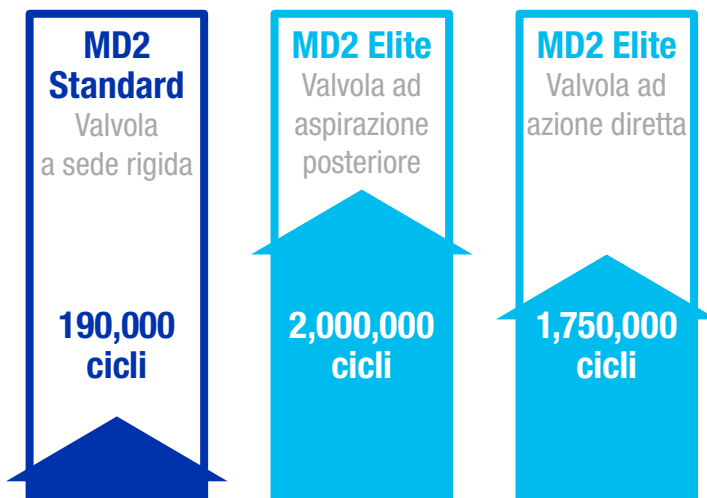 MD2
Standard
Valvola
a sede rigida
190,000
cicli
MD2 Elite
Valvola ad
aspirazione
posteriore
2,000,000
cicli
MD2 Elite
Valvola ad
azione diretta
1,750,000
cicli